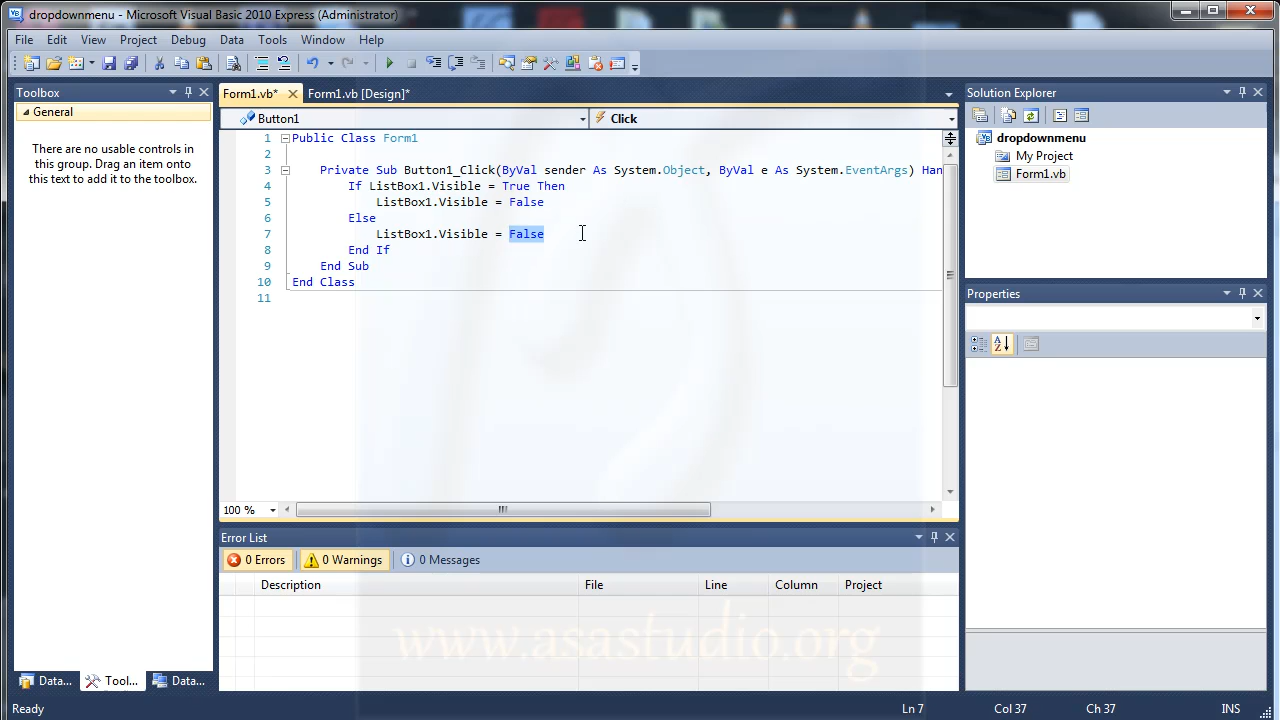 dropdownmenu - Microsoft Visual Basic 2010 Express (Administrator)
File Edit View Project Debug Data Tools Window Help
Toolbox
General
There are no usable controls in
this group. Drag an item onto
this text to add it to the toolbox.
Data...
Tool...
Data...
Form1.vb*
Form1.vb [Design]*
Button1
Click
1 Public Class Form1
2
3 Private Sub Button1_Click(ByVal sender As System.Object, ByVal e As System.EventArgs) Han
4 If ListBox1.Visible = True Then
5 ListBox1.Visible = False
6 Else
7 ListBox1.Visible = False
8 End If
9 End Sub
10 End Class
11
100 %
Error List
0 Errors
0 Warnings
0 Messages
Description File Line Column Project
www.asastudio.org
Solution Explorer
dropdownmenu
My Project
Form1.vb
Properties
Ready Ln 7 Col 37 Ch 37 INS